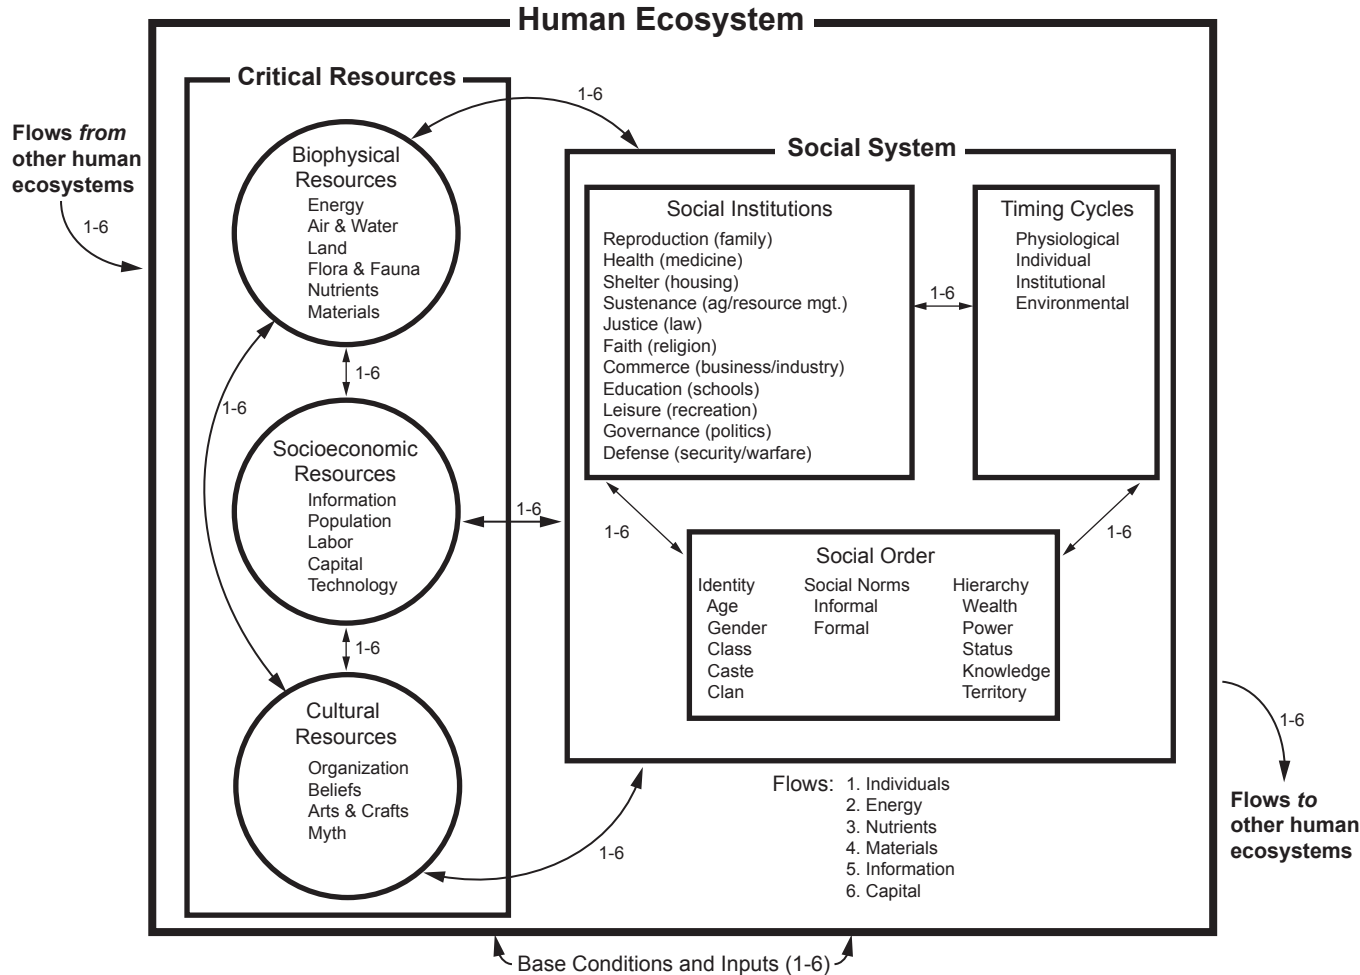 Human Ecosystem
Critical Resources
Flows from
other human
ecosystems
1-6
Biophysical
Resources
Energy
Air & Water
Land
Flora & Fauna
Nutrients
Materials
1-6
1-6
Socioeconomic
Resources
Information
Population
Labor
Capital
Technology
1-6
Cultural
Resources
Organization
Beliefs
Arts & Crafts
Myth
1-6
1-6
1-6
Social System
Social Institutions
Reproduction (family)
Health (medicine)
Shelter (housing)
Sustenance (ag/resource mgt.)
Justice (law)
Faith (religion)
Commerce (business/industry)
Education (schools)
Leisure (recreation)
Governance (politics)
Defense (security/warfare)
1-6
Timing Cycles
Physiological
Individual
Institutional
Environmental
1-6
1-6
Social Order
Identity
Age
Gender
Class
Caste
Clan
Social Norms
Informal
Formal
Hierarchy
Wealth
Power
Status
Knowledge
Territory
Flows:
1. Individuals
2. Energy
3. Nutrients
4. Materials
5. Information
6. Capital
1-6
Flows to
other human
ecosystems
Base Conditions and Inputs (1-6)